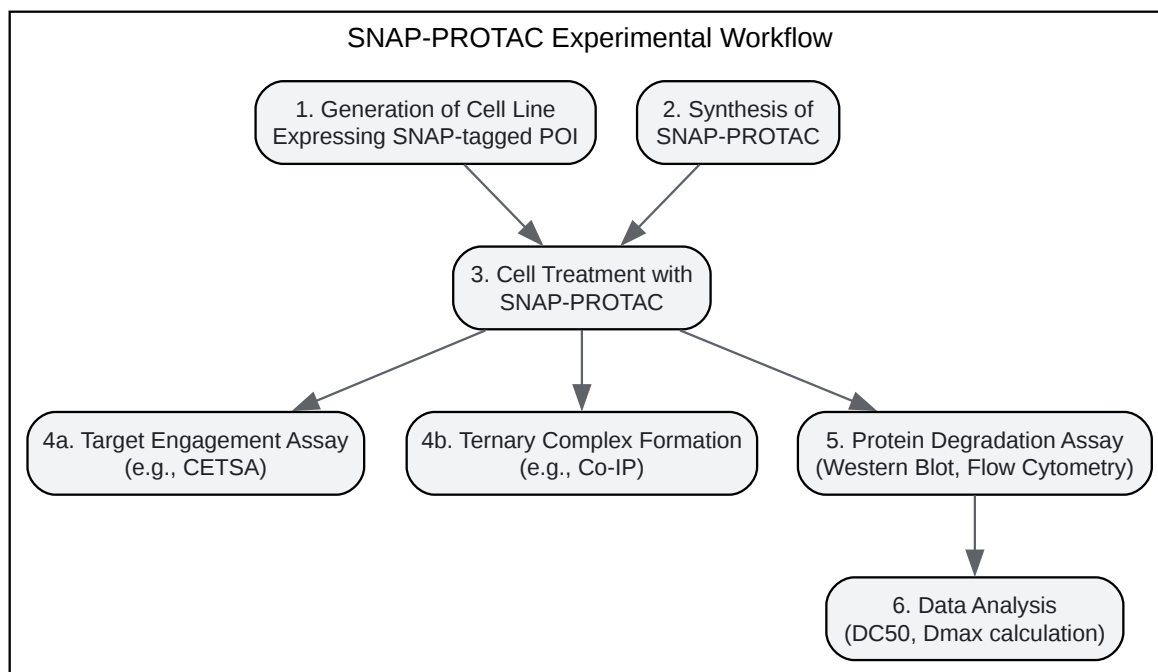 SNAP-PROTAC Experimental Workflow
1. Generation of Cell Line
Expressing SNAP-tagged POI
2. Synthesis of
SNAP-PROTAC
3. Cell Treatment with
SNAP-PROTAC
4a. Target Engagement Assay
(e.g., CETSA)
4b. Ternary Complex Formation
(e.g., Co-IP)
5. Protein Degradation Assay
(Western Blot, Flow Cytometry)
6. Data Analysis
(DC50, Dmax calculation)